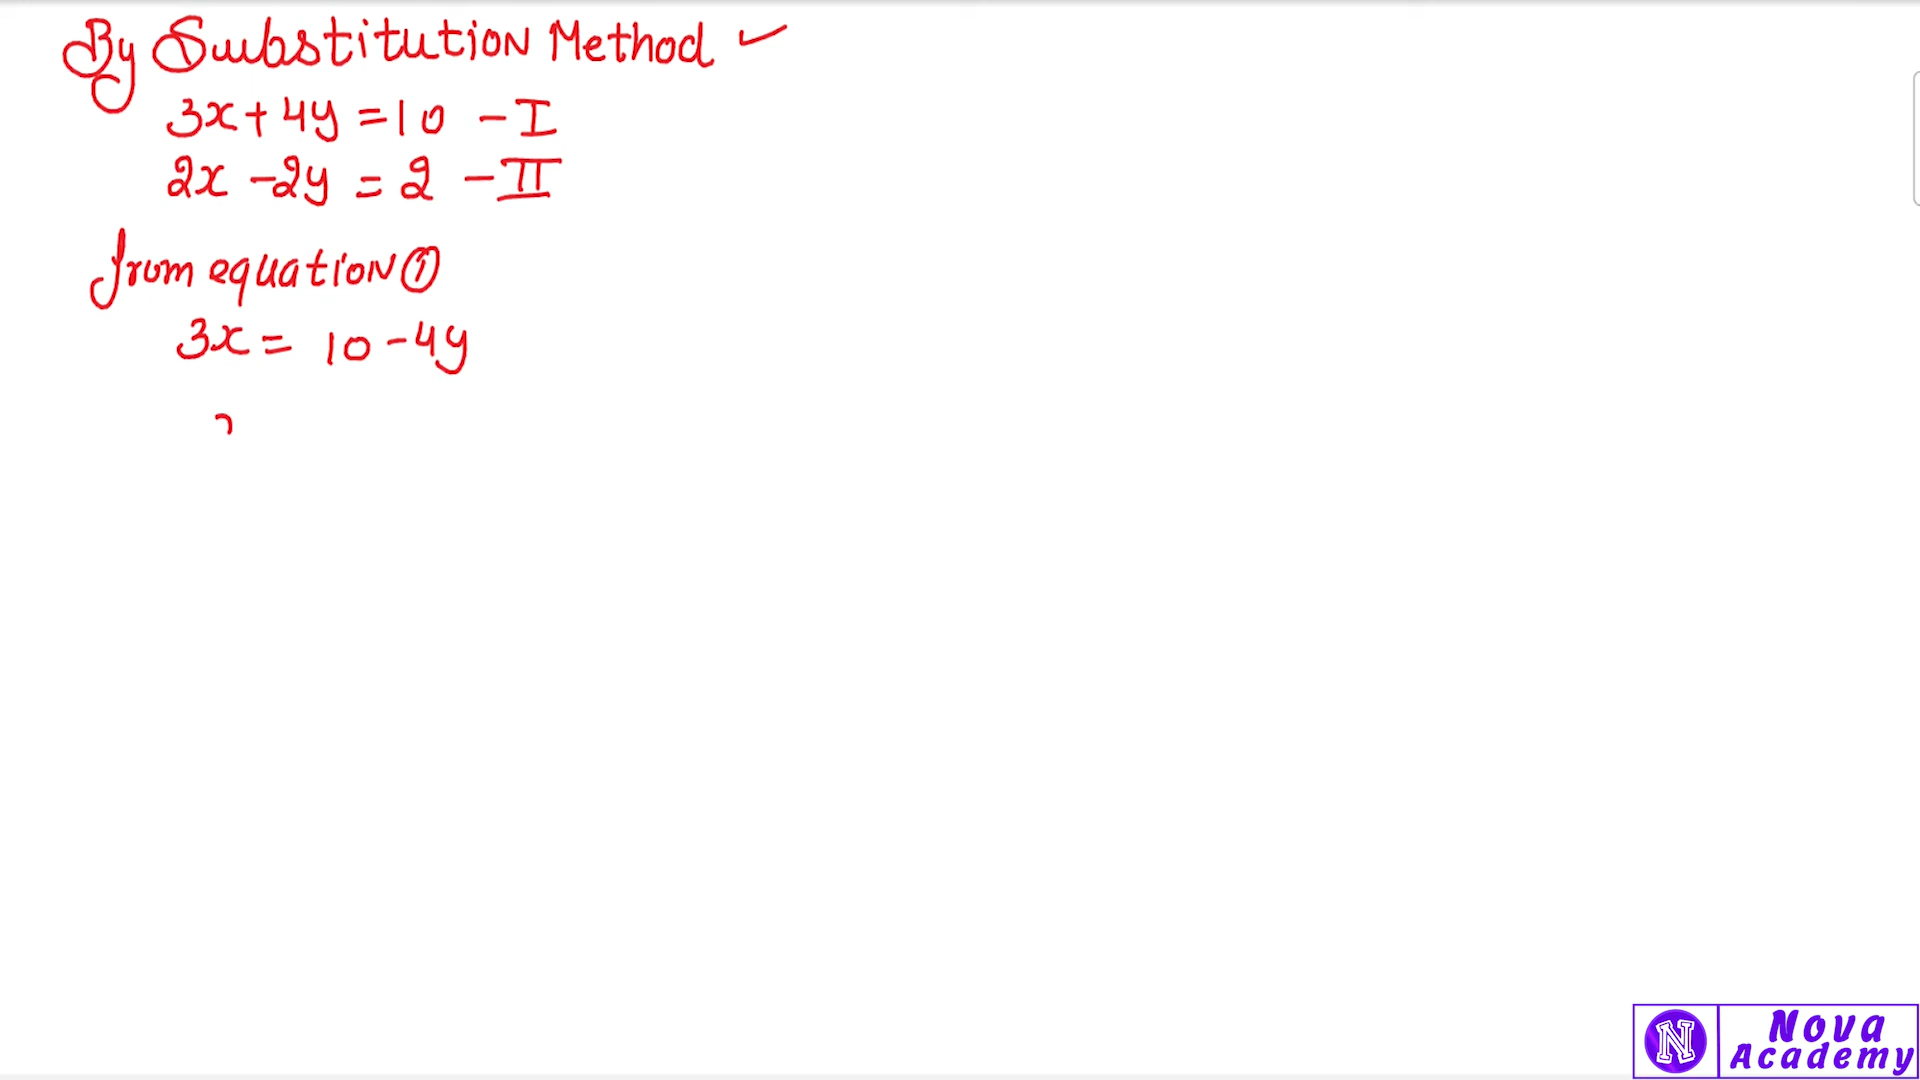 By Substitution Method ✓
3x + 4y = 10 - I
2x - 2y = 2 - II
from equation ①
3x = 10 - 4y
N
Nova
Academy